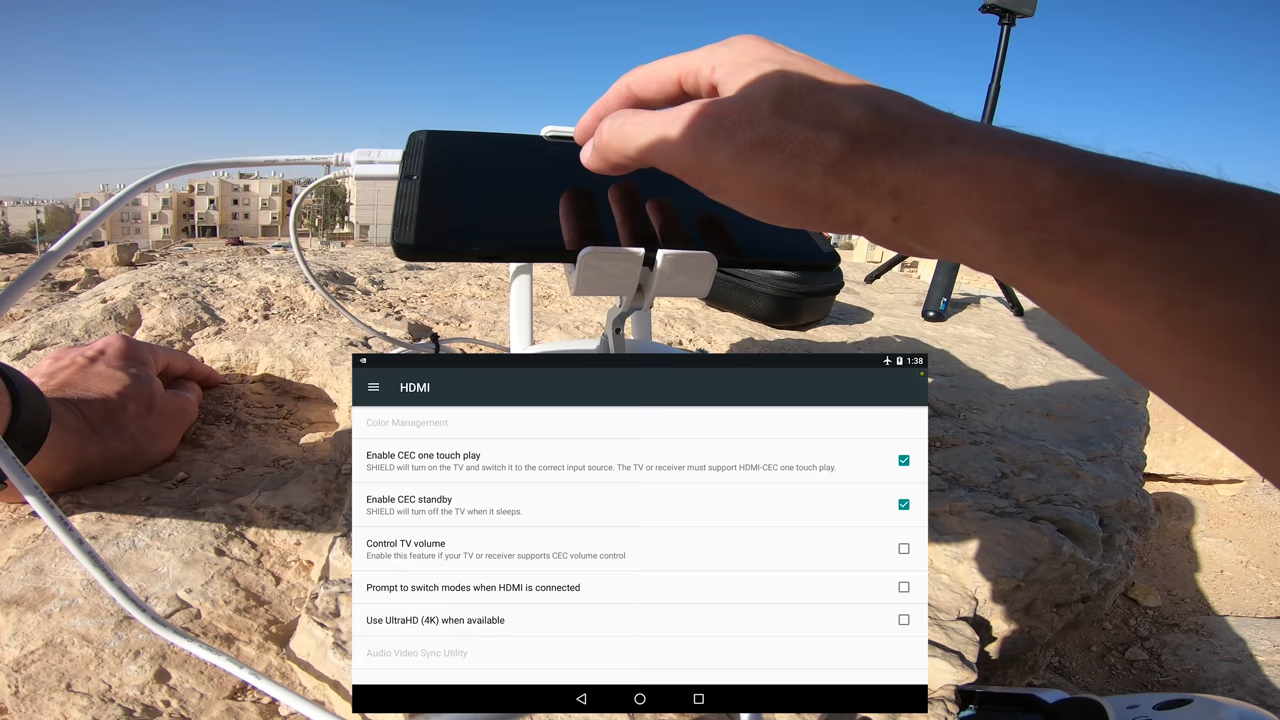 High Speed HDMI
1:38
HDMI
Color Management
Enable CEC one touch play
SHIELD will turn on the TV and switch it to the correct input source. The TV or receiver must support HDMI-CEC one touch play.
Enable CEC standby
SHIELD will turn off the TV when it sleeps.
Control TV volume
Enable this feature if your TV or receiver supports CEC volume control
Prompt to switch modes when HDMI is connected
Use UltraHD (4K) when available
Audio Video Sync Utility